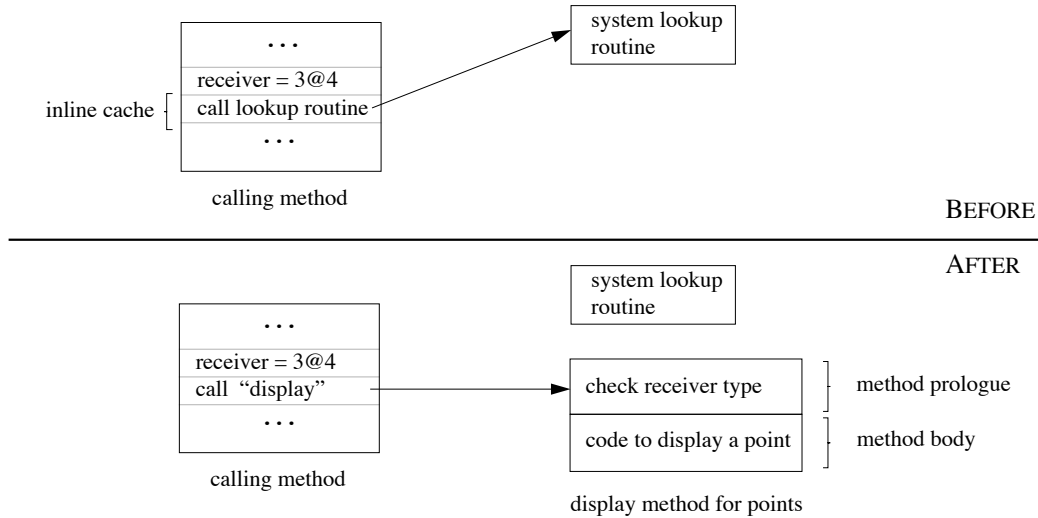 system lookup
routine
• • •
receiver = 3@4
inline cache
call lookup routine
• • •
calling method
BEFORE
AFTER
system lookup
routine
• • •
receiver = 3@4
call “display”
check receiver type
method prologue
• • •
code to display a point
method body
calling method
display method for points